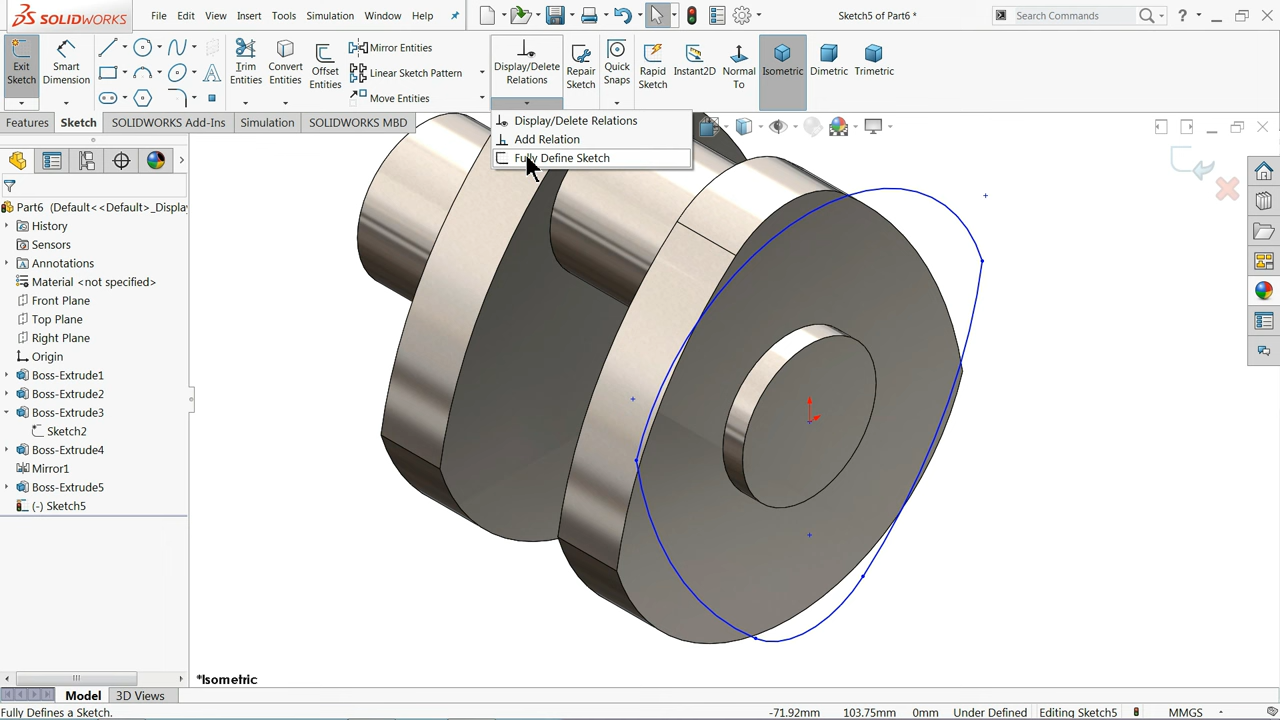 SOLIDWORKS
File Edit View Insert Tools Simulation Window Help
Sketch5 of Part6 *
Search Commands
?
Exit Sketch
Smart Dimension
Trim Entities
Convert Entities
Offset Entities
Mirror Entities
Linear Sketch Pattern
Move Entities
Display/Delete Relations
Repair Sketch
Quick Snaps
Rapid Sketch
Instant2D
Normal To
Isometric
Dimetric
Trimetric
Display/Delete Relations
Add Relation
Fully Define Sketch
Features Sketch SOLIDWORKS Add-Ins Simulation SOLIDWORKS MBD
Part6 (Default<<Default>_Display
History
Sensors
Annotations
Material <not specified>
Front Plane
Top Plane
Right Plane
Origin
Boss-Extrude1
Boss-Extrude2
Boss-Extrude3
Sketch2
Boss-Extrude4
Mirror1
Boss-Extrude5
(-) Sketch5
*Isometric
Model 3D Views
Fully Defines a Sketch.
-71.92mm 103.75mm 0mm Under Defined Editing Sketch5 MMGS